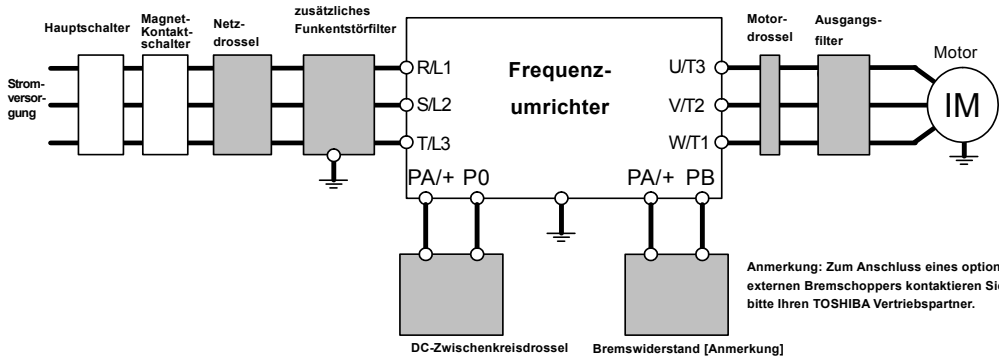 Hauptschalter
Magnet-
Kontakt-
schalter
Netz-
drossel
zusätzliches
Funkentstörfilter
Motor-
drossel
Ausgangs-
filter
Motor
Strom-
versor-
gung
R/L1
S/L2
T/L3
Frequenz-
umrichter
U/T3
V/T2
W/T1
IM
PA/+ P0
PA/+ PB
Anmerkung: Zum Anschluss eines option
externen Bremschoppers kontaktieren Sie
bitte Ihren TOSHIBA Vertriebspartner.
DC-Zwischenkreisdrossel
Bremswiderstand [Anmerkung]